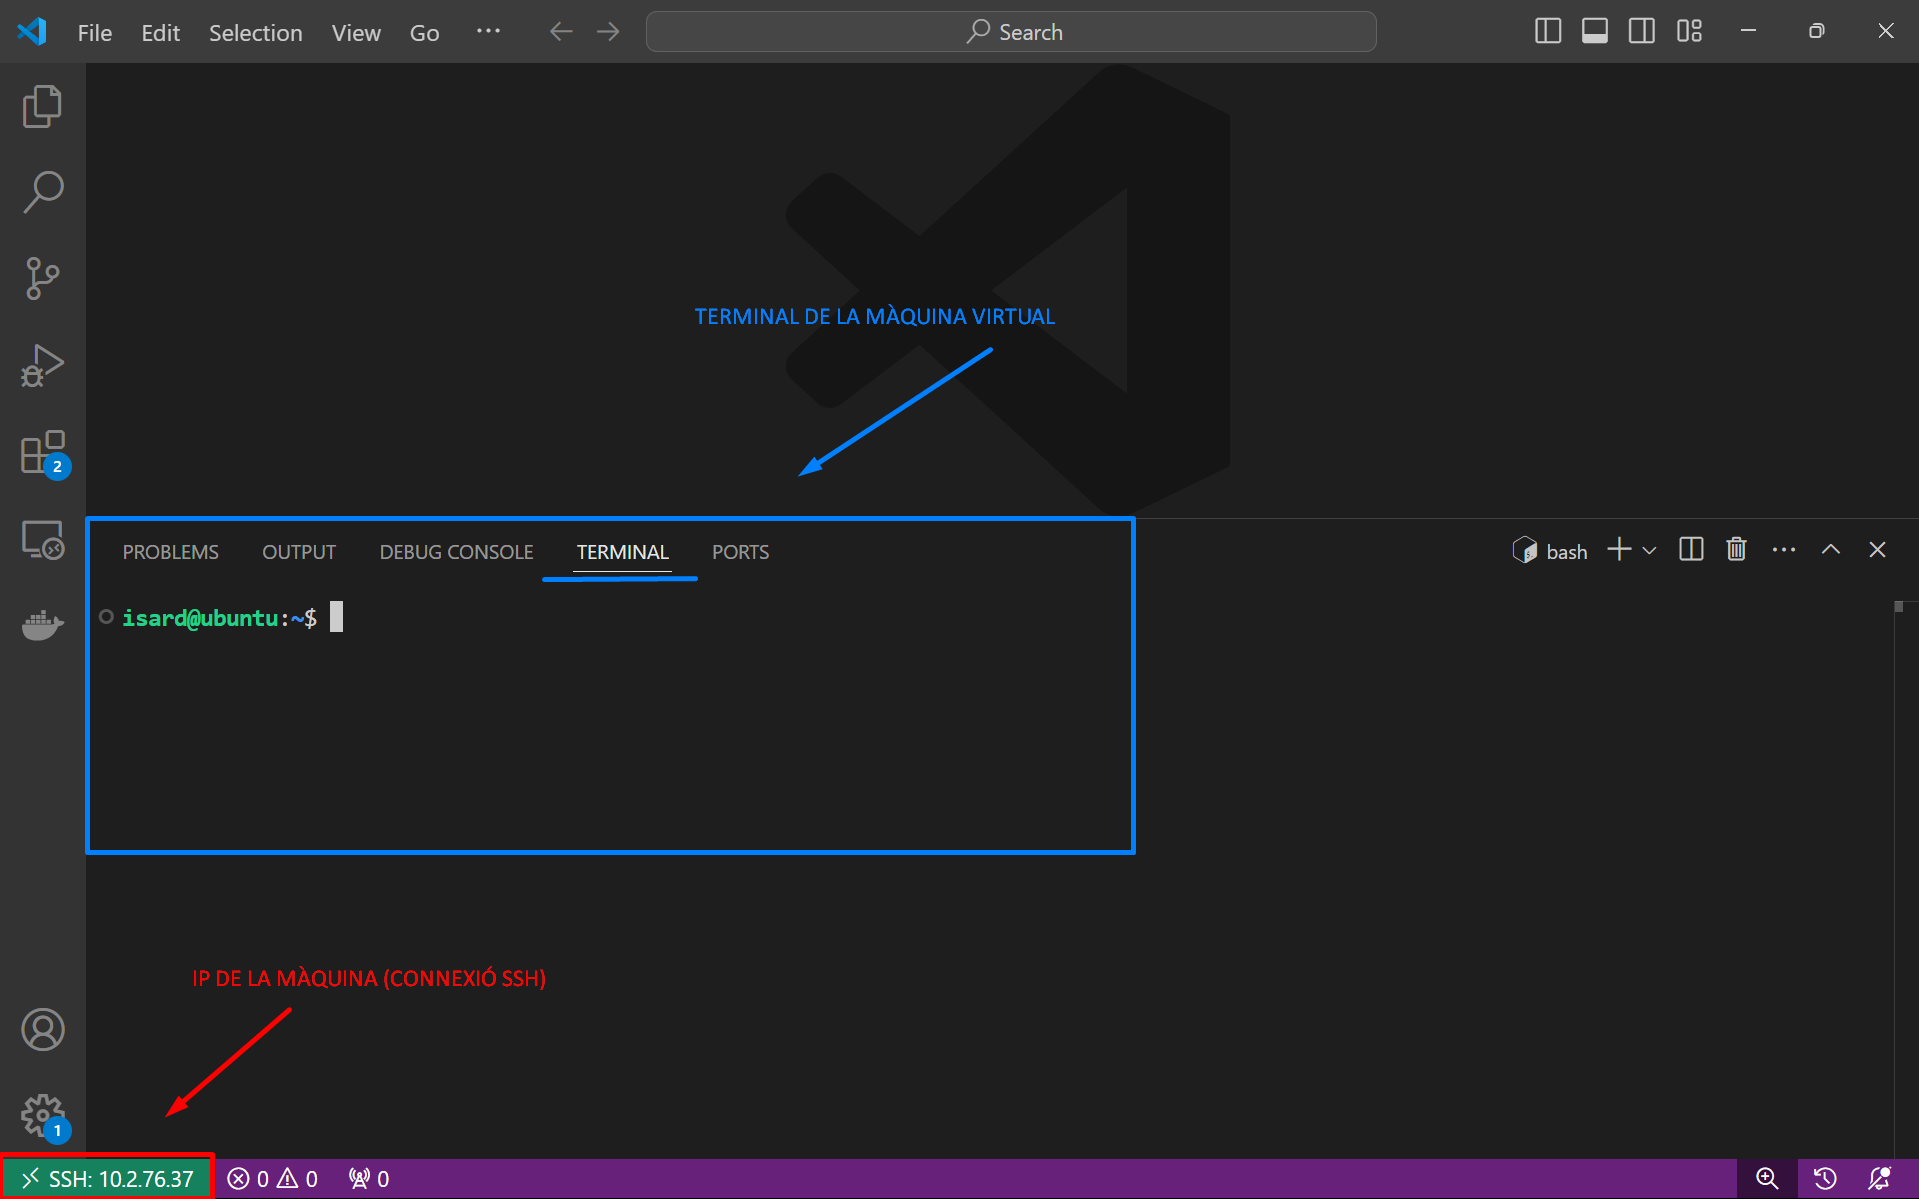 File Edit Selection View Go ··· Search
TERMINAL DE LA MÀQUINA VIRTUAL
2
PROBLEMS OUTPUT DEBUG CONSOLE TERMINAL PORTS bash
isard@ubuntu:~$
IP DE LA MÀQUINA (CONNEXIÓ SSH)
1
SSH: 10.2.76.37 0 0 0